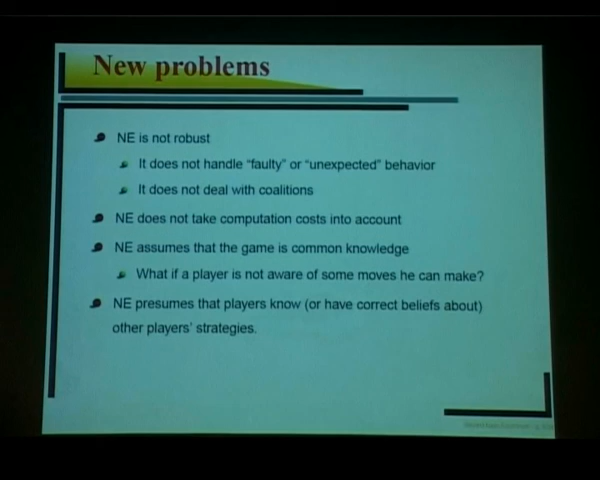 New problems
NE is not robust
It does not handle "faulty" or "unexpected" behavior
It does not deal with coalitions
NE does not take computation costs into account
NE assumes that the game is common knowledge
What if a player is not aware of some moves he can make?
NE presumes that players know (or have correct beliefs about)
other players' strategies.